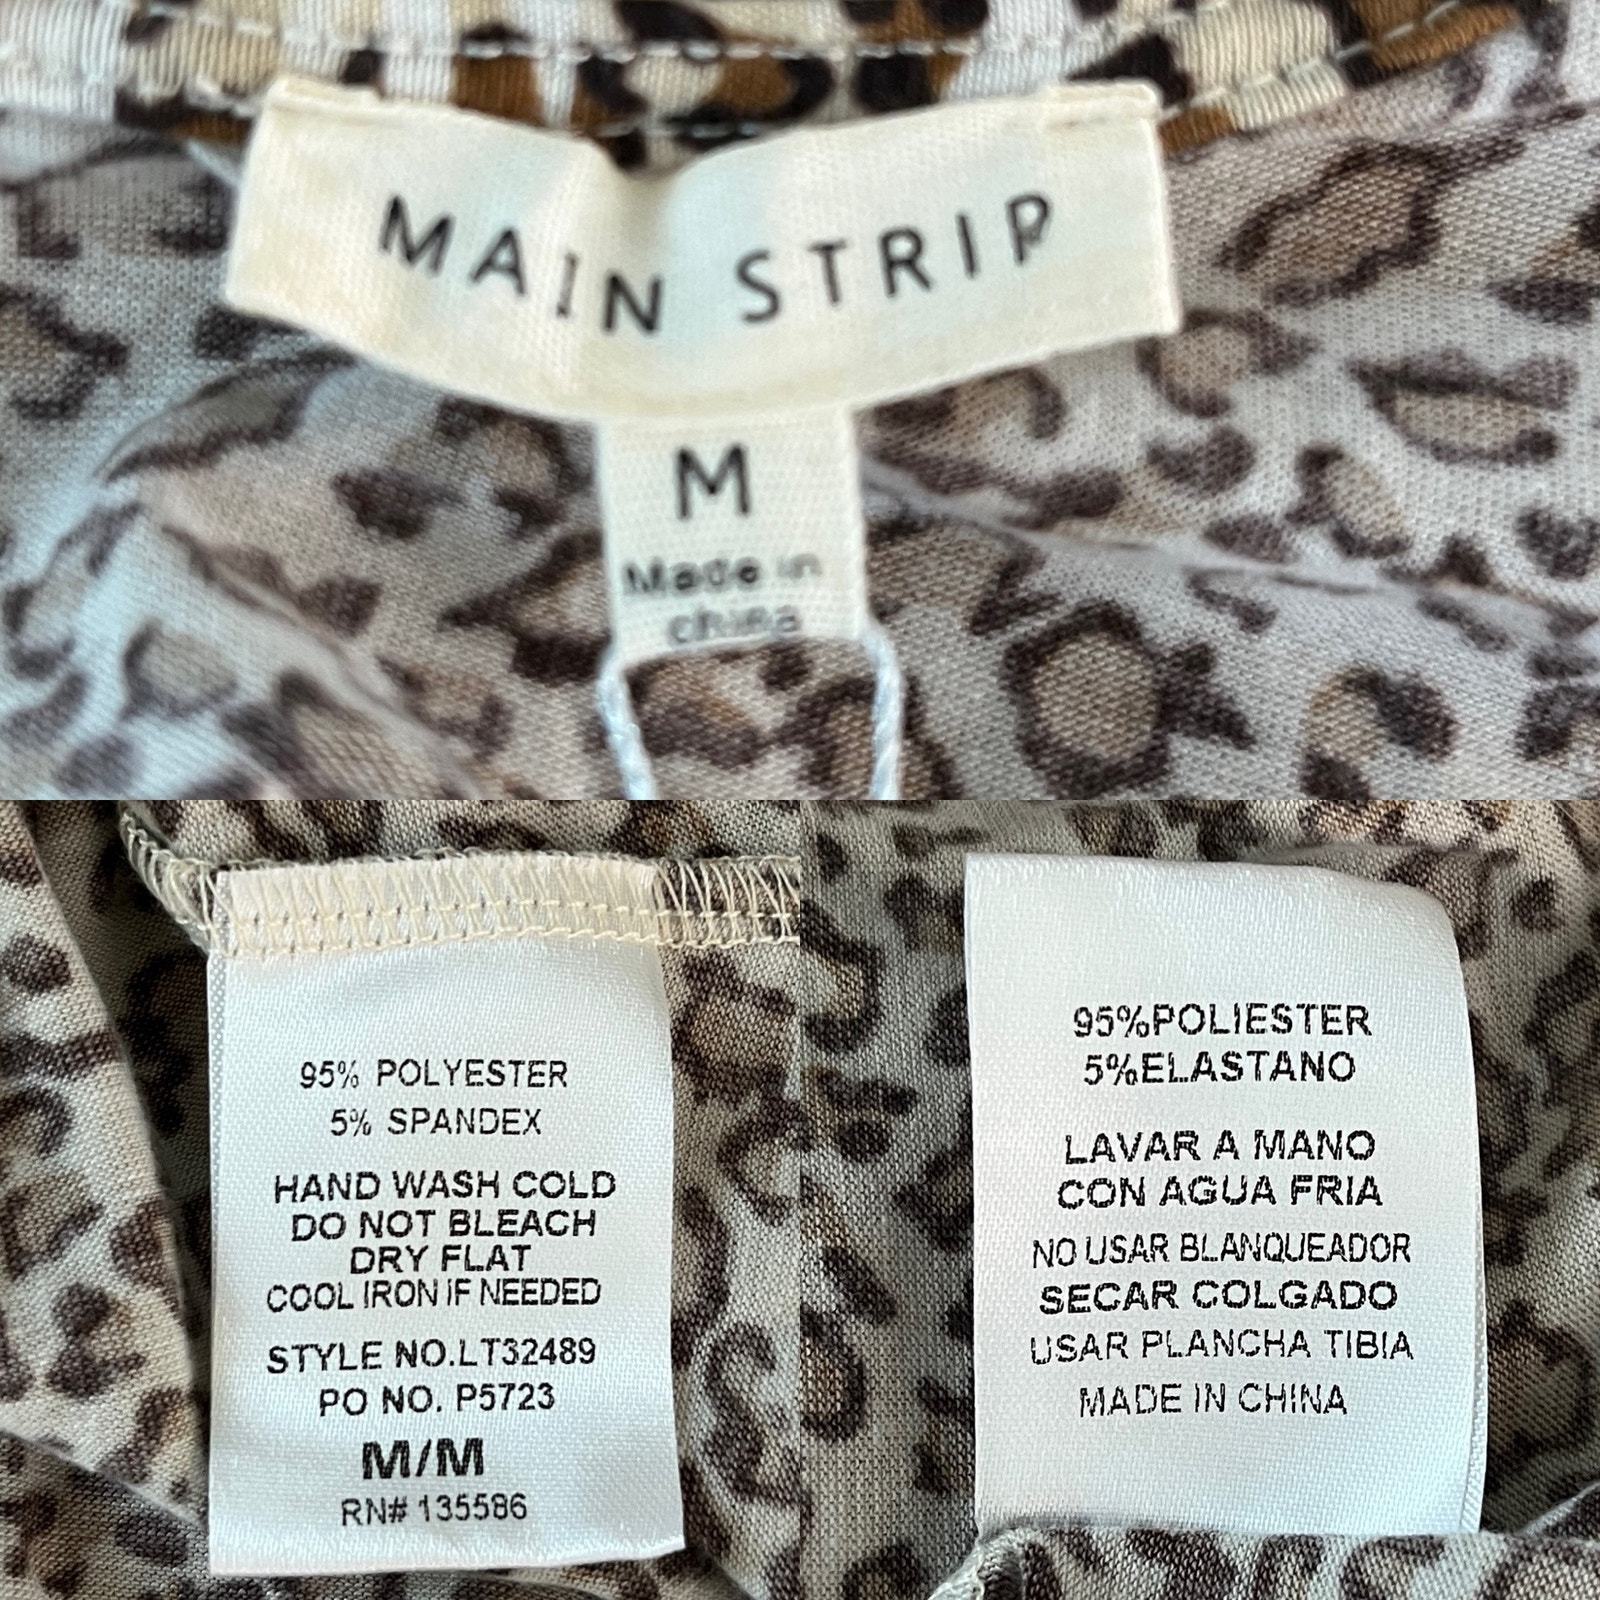 MAIN STRIP
M
Made in
china
95% POLYESTER
5% SPANDEX
HAND WASH COLD
DO NOT BLEACH
DRY FLAT
COOL IRON IF NEEDED
STYLE NO.LT32489
PO NO. P5723
M/M
RN# 135586
95%POLIESTER
5%ELASTANO
LAVAR A MANO
CON AGUA FRIA
NO USAR BLANQUEADOR
SECAR COLGADO
USAR PLANCHA TIBIA
MADE IN CHINA